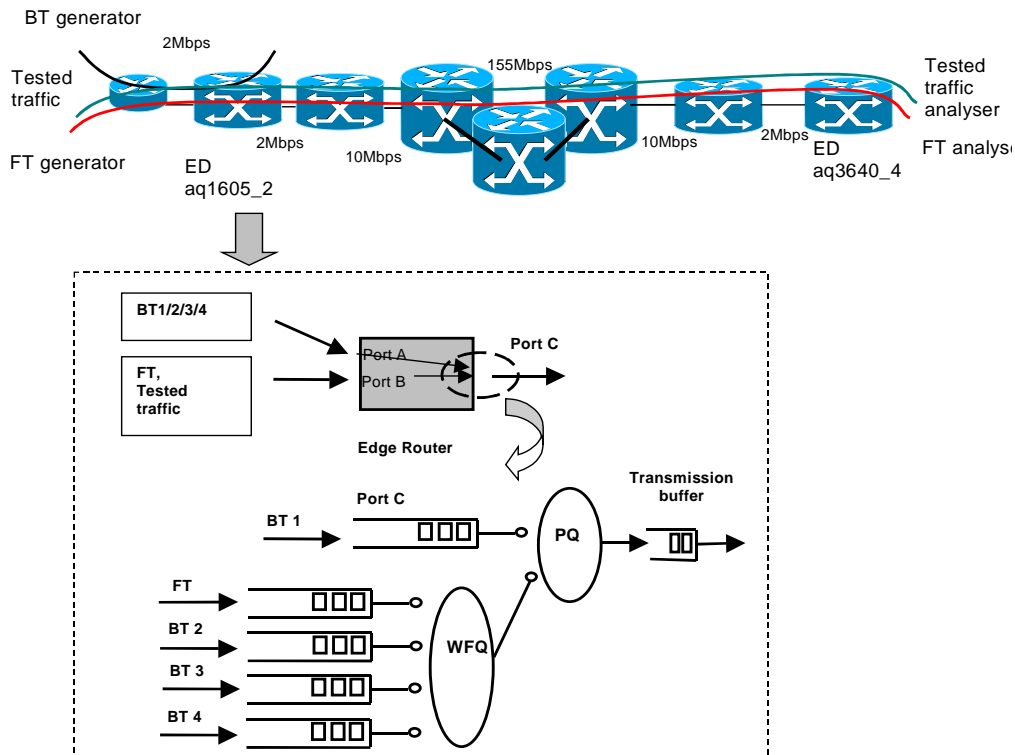 BT generator
2Mbps
155Mbps
Tested
traffic
Tested
traffic
analyser
FT generator
2Mbps
10Mbps
10Mbps
2Mbps
FT analyse
ED
aq1605_2
ED
aq3640_4
BT1/2/3/4
FT,
Tested
traffic
Port A
Port B
Port C
Edge Router
Port C
Transmission
buffer
BT 1
PQ
FT
BT 2
WFQ
BT 3
BT 4